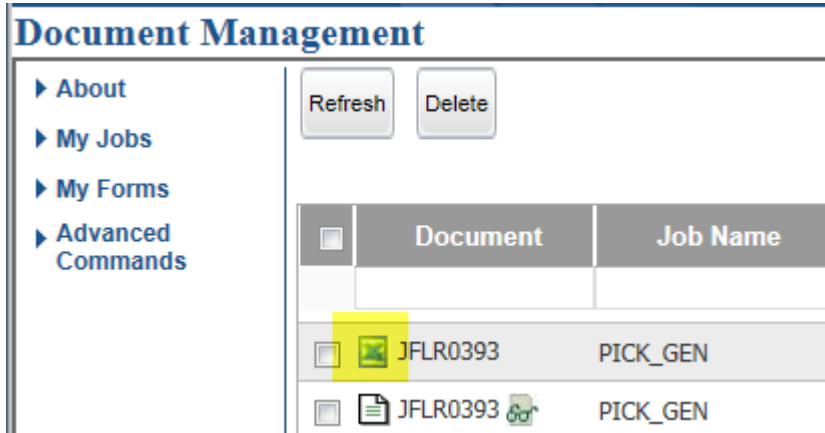 Document Management
About
My Jobs
My Forms
Advanced
Commands
Refresh Delete
Document Job Name
JFLR0393 PICK_GEN
JFLR0393 PICK_GEN